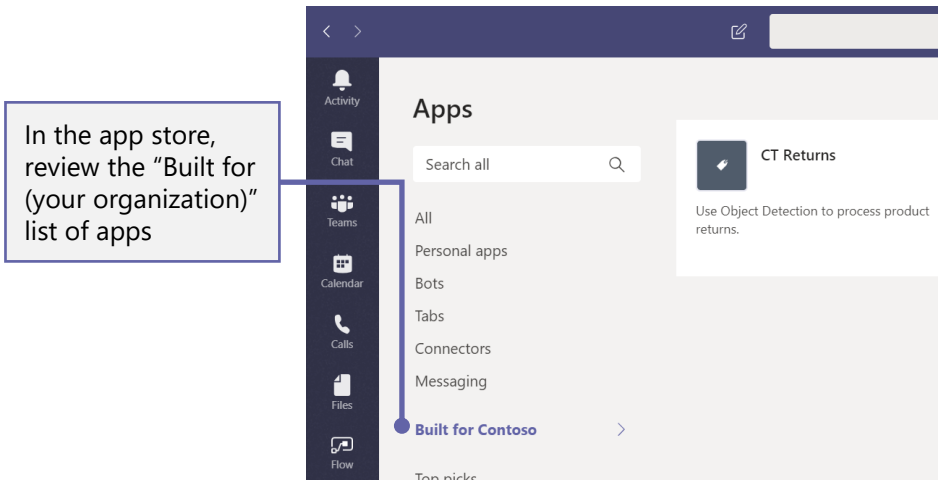 In the app store,
review the “Built for
(your organization)”
list of apps
Activity
Chat
Teams
Calendar
Calls
Files
Flow
Apps
Search all
All
Personal apps
Bots
Tabs
Connectors
Messaging
Built for Contoso
Top picks
CT Returns
Use Object Detection to process product
returns.